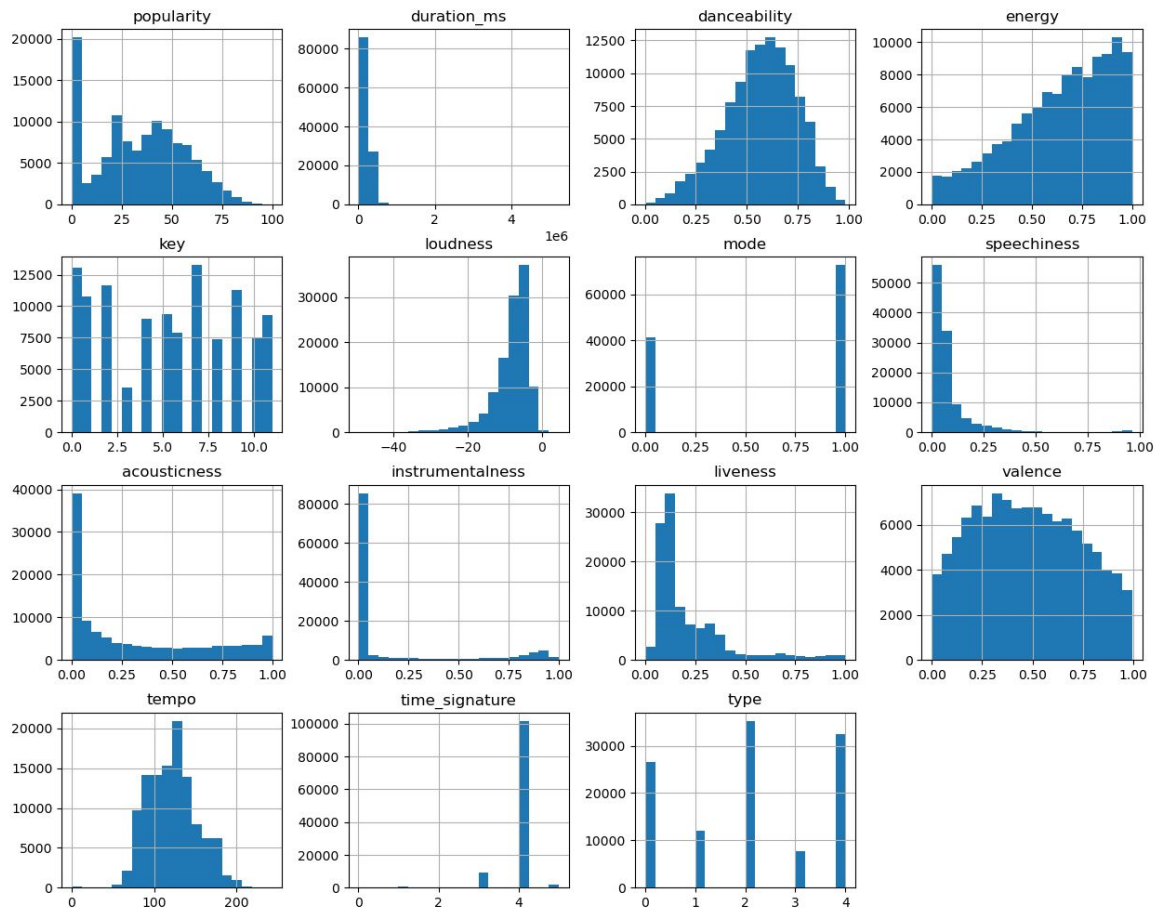 popularity duration_ms danceability energy
20000 15000 10000 5000 0
0 25 50 75 100
80000 60000 40000 20000 0
0 2 4
1e6
12500 10000 7500 5000 2500 0
0.00 0.25 0.50 0.75 1.00
10000 8000 6000 4000 2000 0
0.00 0.25 0.50 0.75 1.00
key loudness mode speechiness
12500 10000 7500 5000 2500 0
0.0 2.5 5.0 7.5 10.0
30000 20000 10000 0
−40 −20 0
60000 40000 20000 0
0.00 0.25 0.50 0.75 1.00
50000 40000 30000 20000 10000 0
0.00 0.25 0.50 0.75 1.00
acousticness instrumentalness liveness valence
40000 30000 20000 10000 0
0.00 0.25 0.50 0.75 1.00
80000 60000 40000 20000 0
0.00 0.25 0.50 0.75 1.00
30000 20000 10000 0
0.00 0.25 0.50 0.75 1.00
6000 4000 2000 0
0.00 0.25 0.50 0.75 1.00
tempo time_signature type
20000 15000 10000 5000 0
0 100 200
100000 80000 60000 40000 20000 0
0 2 4
30000 20000 10000 0
0 1 2 3 4